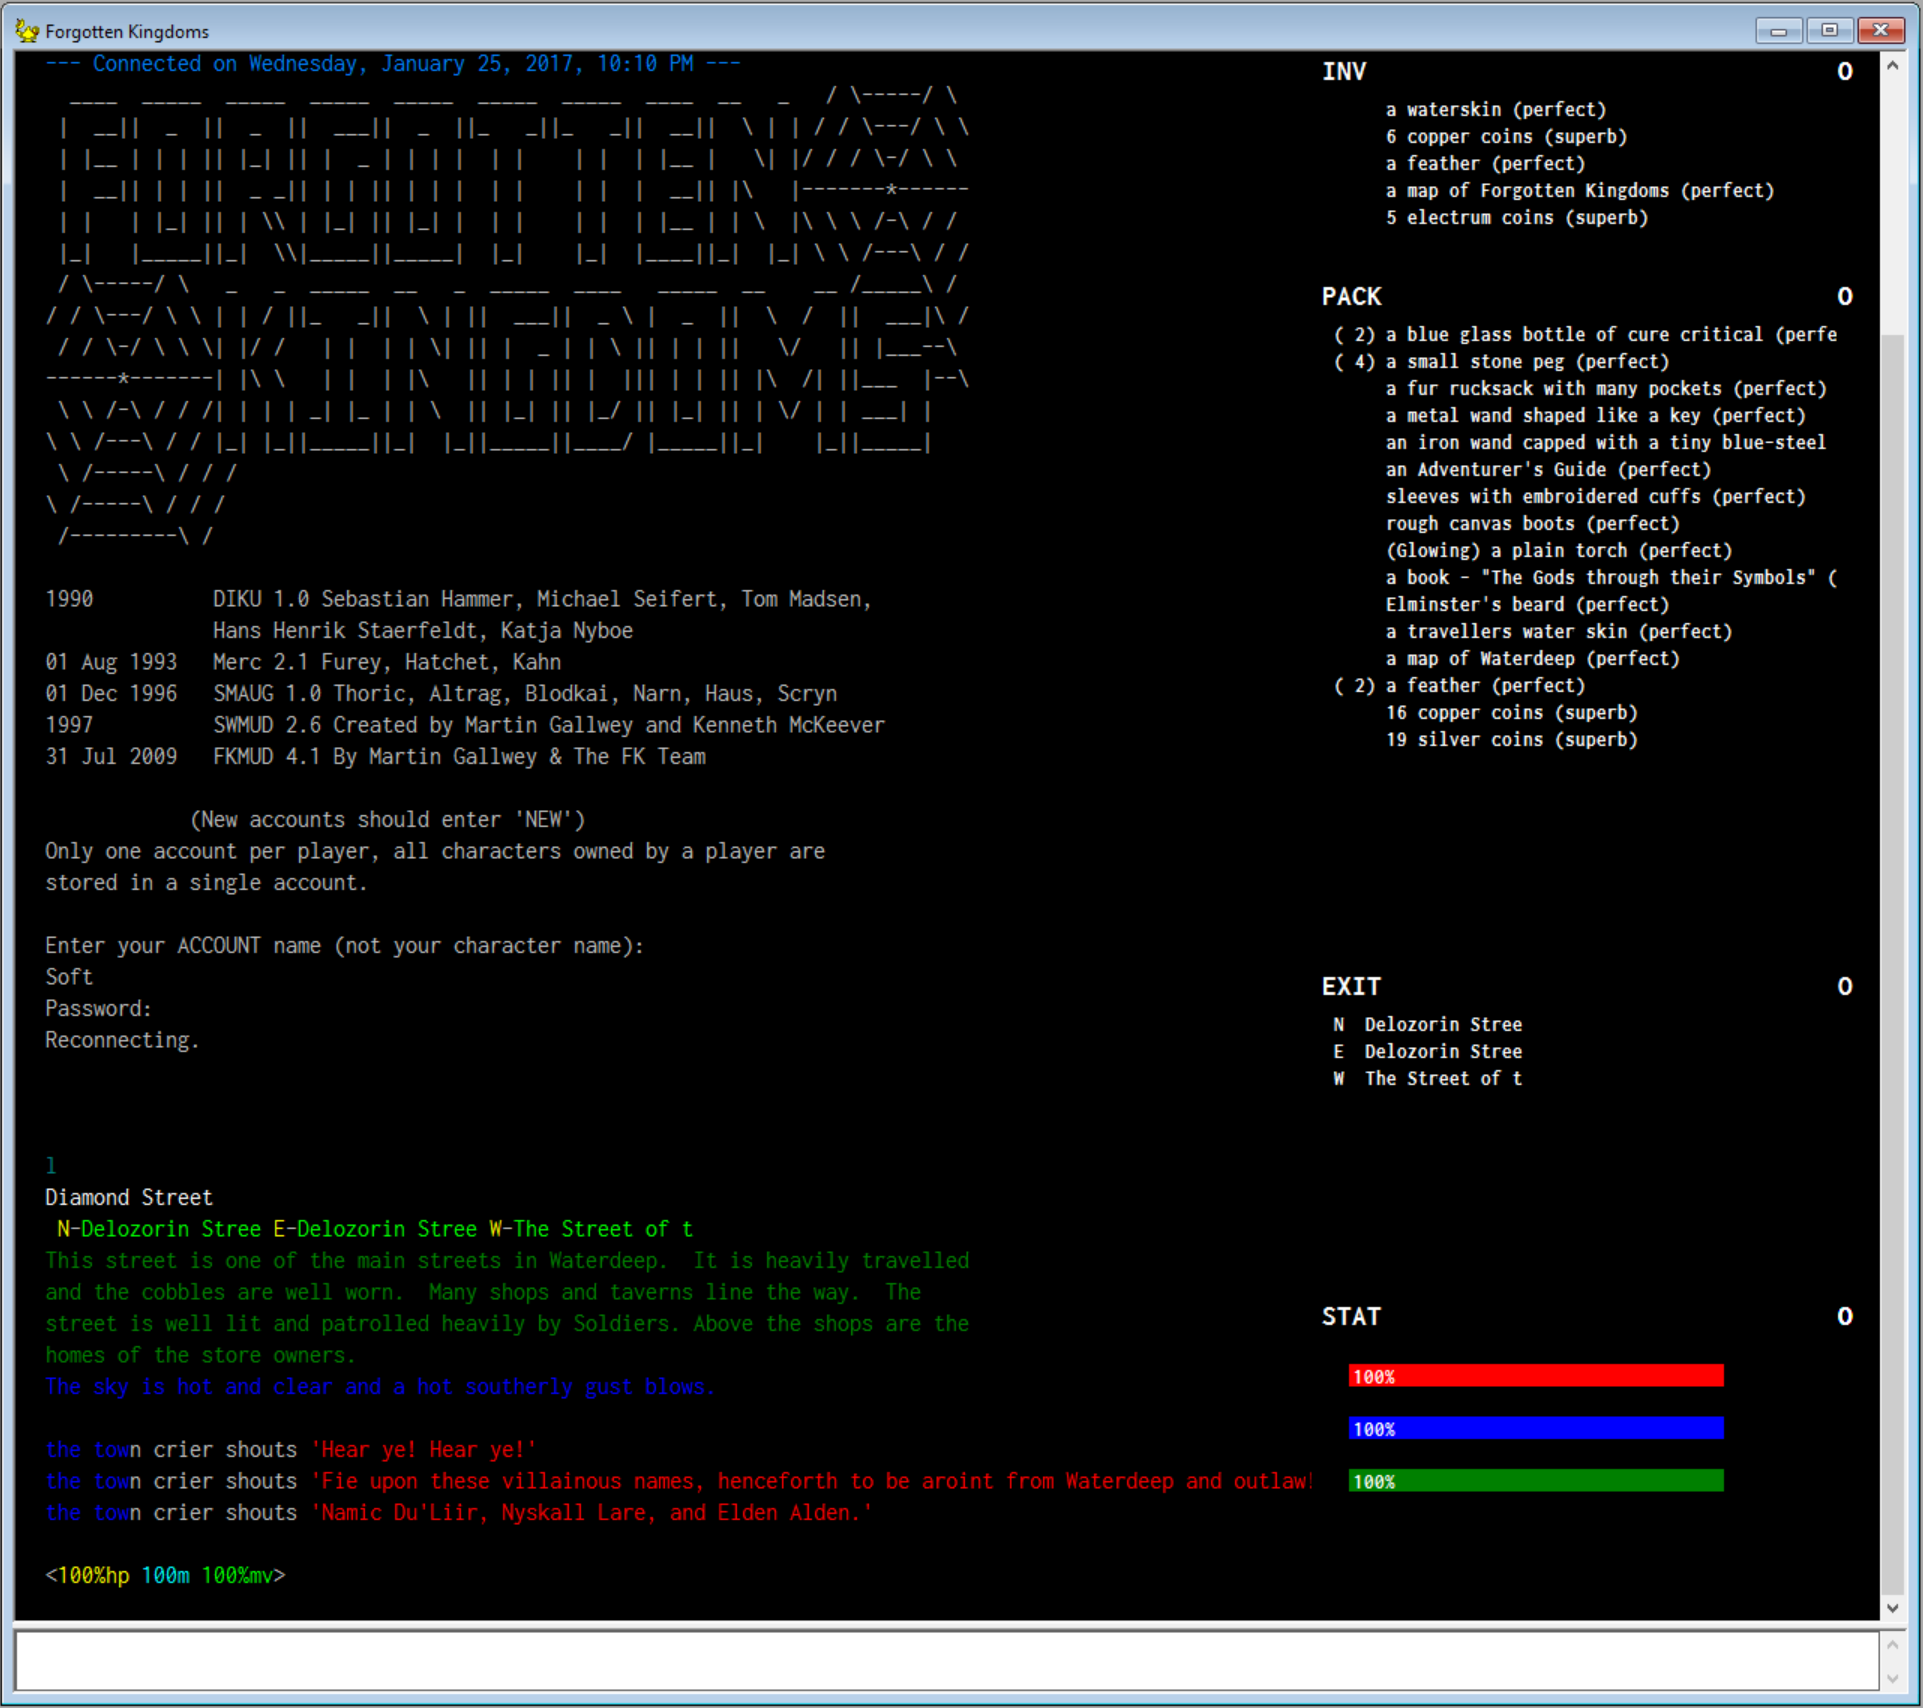 Forgotten Kingdoms
--- Connected on Wednesday, January 25, 2017, 10:10 PM ---
FORGOTTEN
KINGDOMS
1990 DIKU 1.0 Sebastian Hammer, Michael Seifert, Tom Madsen,
Hans Henrik Staerfeldt, Katja Nyboe
01 Aug 1993 Merc 2.1 Furey, Hatchet, Kahn
01 Dec 1996 SMAUG 1.0 Thoric, Altrag, Blodkai, Narn, Haus, Scryn
1997 SWMUD 2.6 Created by Martin Gallwey and Kenneth McKeever
31 Jul 2009 FKMUD 4.1 By Martin Gallwey & The FK Team
(New accounts should enter 'NEW')
Only one account per player, all characters owned by a player are
stored in a single account.
Enter your ACCOUNT name (not your character name):
Soft
Password:
Reconnecting.
l
Diamond Street
N-Delozorin Stree E-Delozorin Stree W-The Street of t
This street is one of the main streets in Waterdeep. It is heavily travelled
and the cobbles are well worn. Many shops and taverns line the way. The
street is well lit and patrolled heavily by Soldiers. Above the shops are the
homes of the store owners.
The sky is hot and clear and a hot southerly gust blows.
the town crier shouts 'Hear ye! Hear ye!'
the town crier shouts 'Fie upon these villainous names, henceforth to be aroint from Waterdeep and outlaw!
the town crier shouts 'Namic Du'Liir, Nyskall Lare, and Elden Alden.'
<100%hp 100m 100%mv>
INV O
a waterskin (perfect)
6 copper coins (superb)
a feather (perfect)
a map of Forgotten Kingdoms (perfect)
5 electrum coins (superb)
PACK O
( 2) a blue glass bottle of cure critical (perfe
( 4) a small stone peg (perfect)
a fur rucksack with many pockets (perfect)
a metal wand shaped like a key (perfect)
an iron wand capped with a tiny blue-steel
an Adventurer's Guide (perfect)
sleeves with embroidered cuffs (perfect)
rough canvas boots (perfect)
(Glowing) a plain torch (perfect)
a book - "The Gods through their Symbols" (
Elminster's beard (perfect)
a travellers water skin (perfect)
a map of Waterdeep (perfect)
( 2) a feather (perfect)
16 copper coins (superb)
19 silver coins (superb)
EXIT O
N Delozorin Stree
E Delozorin Stree
W The Street of t
STAT O
100%
100%
100%